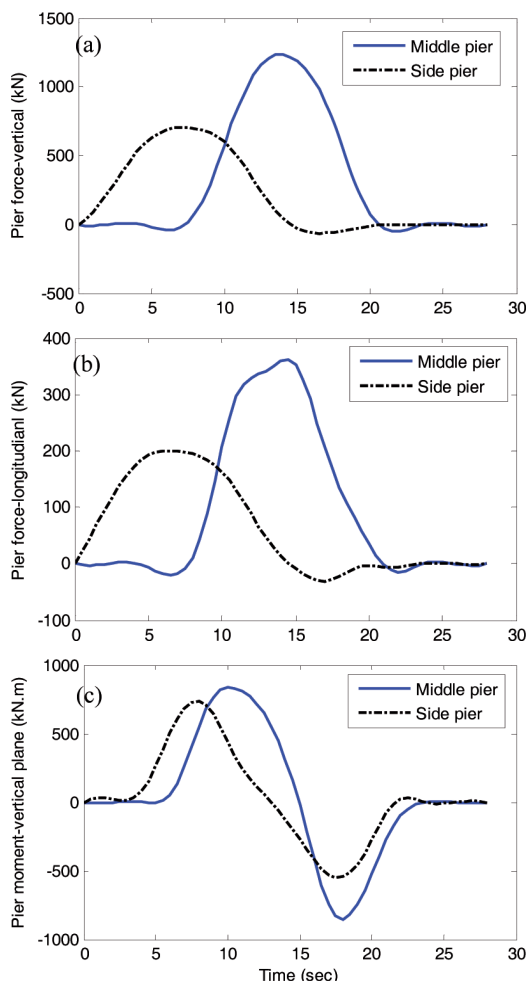 (a)
Pier force-vertical (kN)
1500
1000
500
0
-500
Middle pier
Side pier
0 5 10 15 20 25 30
(b)
Pier force-longitudianl (kN)
400
300
200
100
0
-100
Middle pier
Side pier
0 5 10 15 20 25 30
(c)
Pier moment-vertical plane (kN.m)
1000
500
0
-500
-1000
Middle pier
Side pier
0 5 10 15 20 25 30
Time (sec)